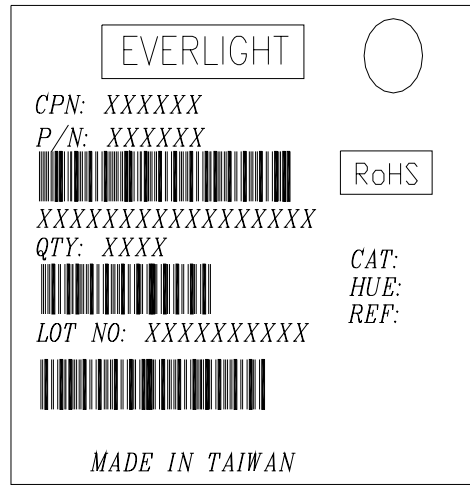 EVERLIGHT
CPN: XXXXXX
P/N: XXXXXX
RoHS
XXXXXXXXXXXXXXXXX
QTY: XXXX
CAT:
HUE:
REF:
LOT NO: XXXXXXXXXX
MADE IN TAIWAN